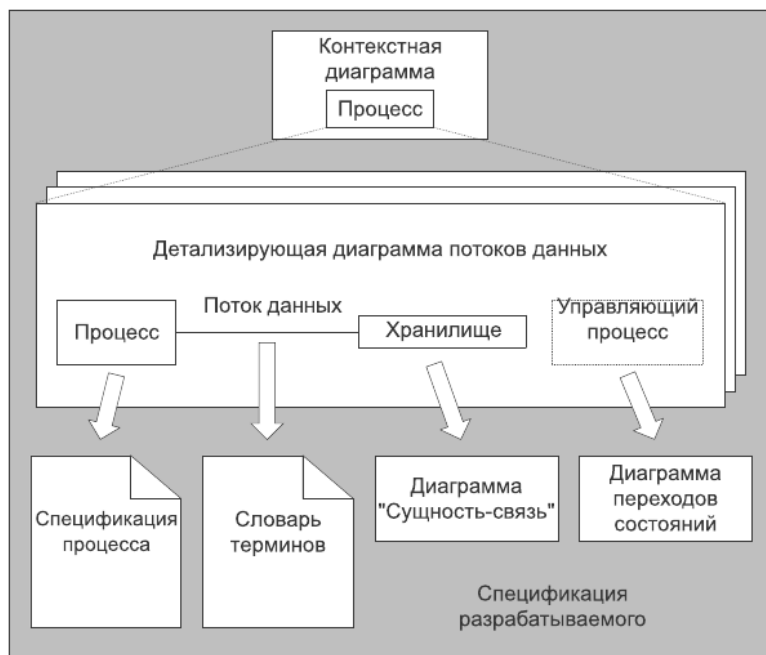 Контекстная
диаграмма
Процесс
Детализирующая диаграмма потоков данных
Процесс
Поток данных
Хранилище
Управляющий
процесс
Спецификация
процесса
Словарь
терминов
Диаграмма
"Сущность-связь"
Диаграмма
переходов
состояний
Спецификация
разрабатываемого